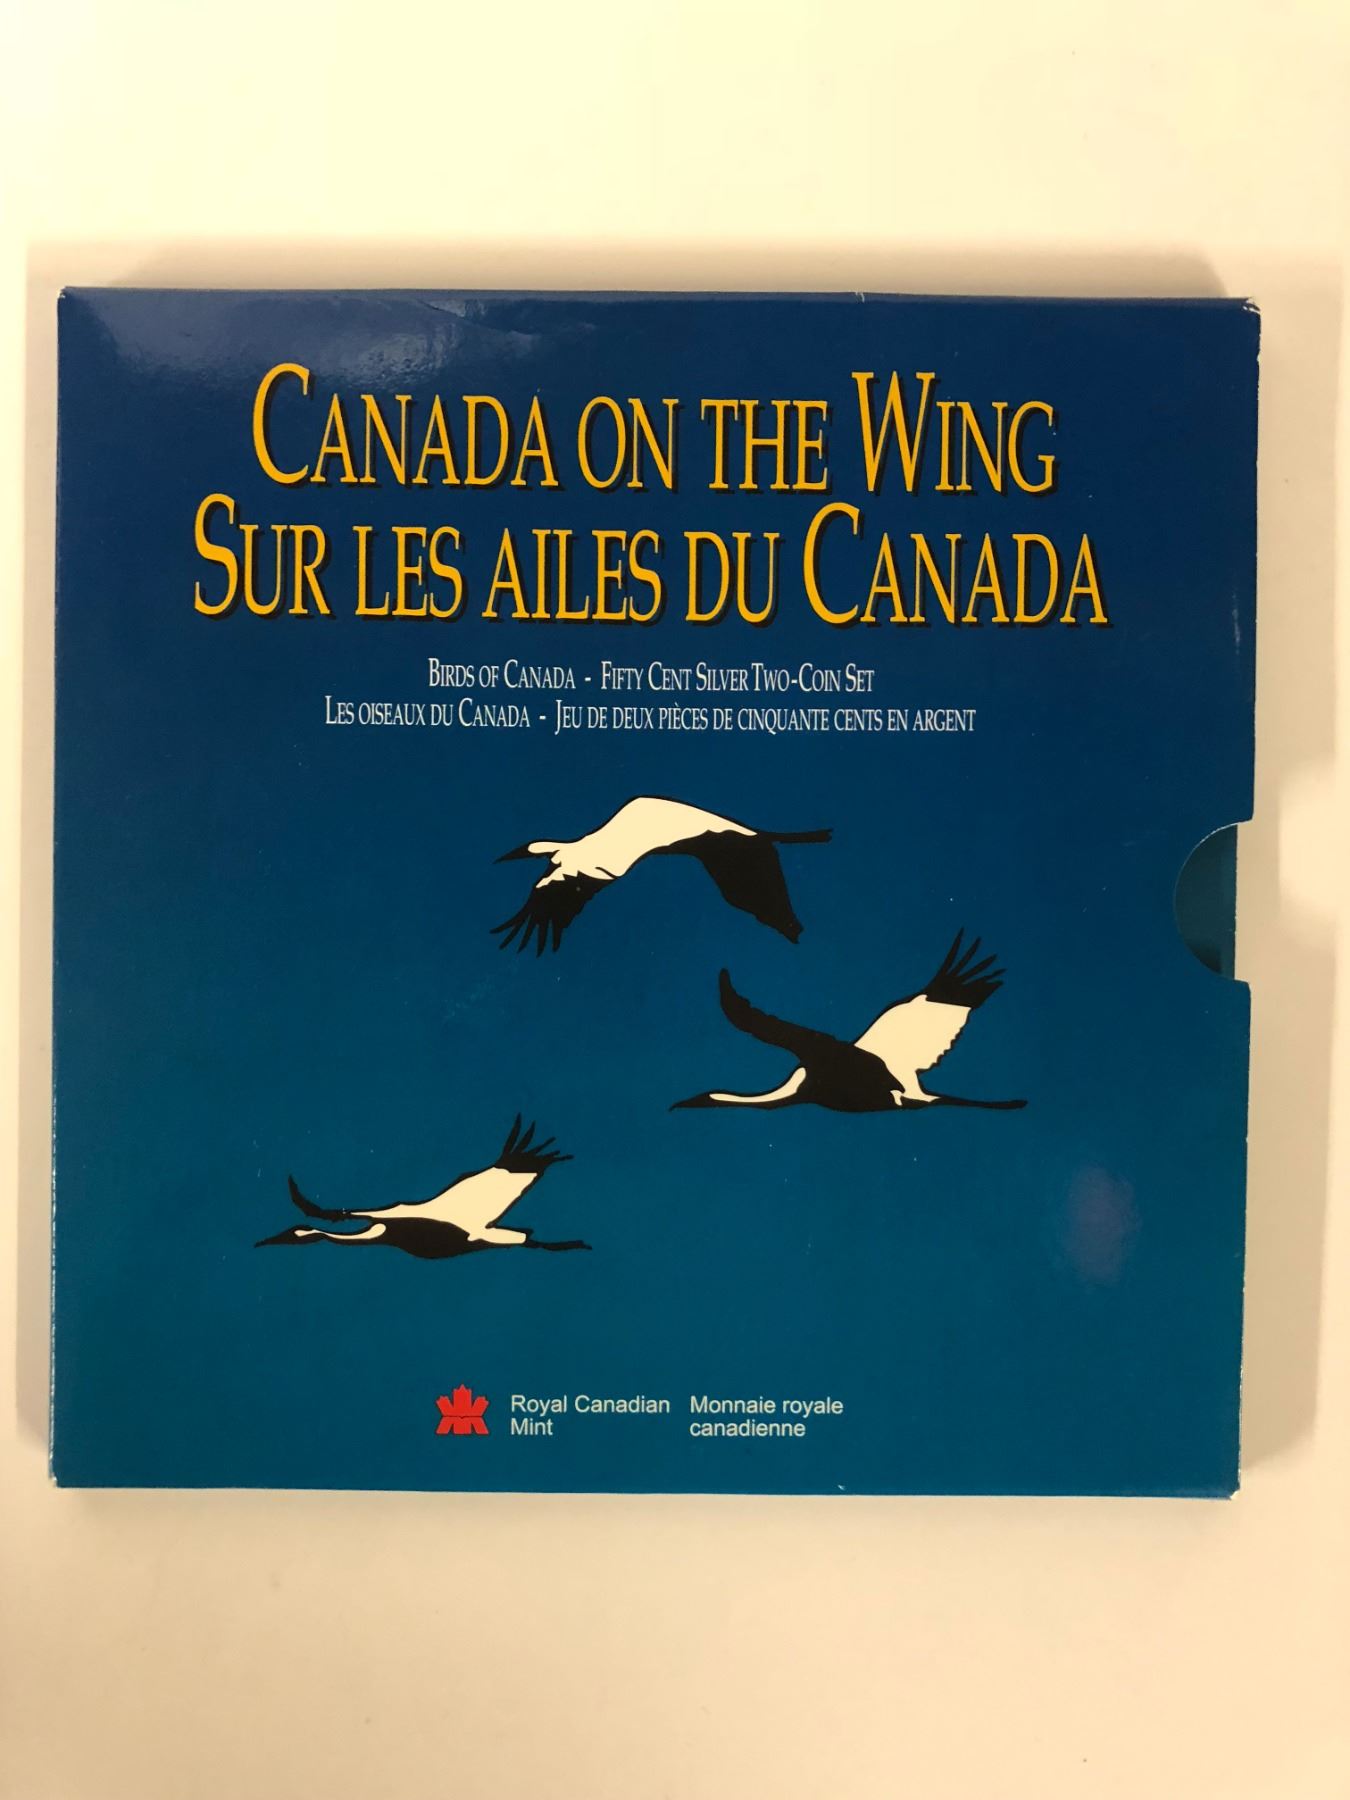 CANADA ON THE WING
SUR LES AILES DU CANADA
BIRDS OF CANADA - FIFTY CENT SILVER TWO-COIN SET
LES OISEAUX DU CANADA - JEU DE DEUX PIÈCES DE CINQUANTE CENTS EN ARGENT
Royal Canadian Mint
Monnaie royale canadienne